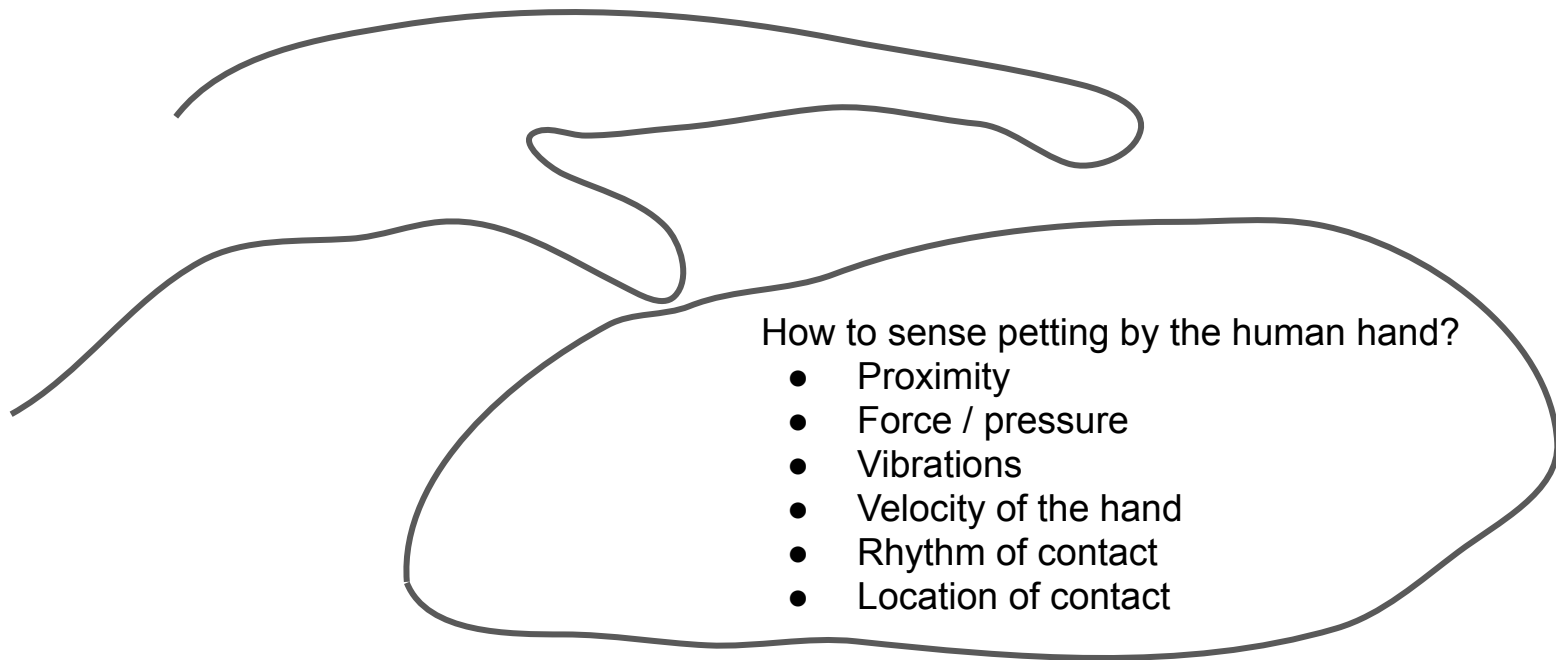 How to sense petting by the human hand?
● Proximity
● Force / pressure
● Vibrations
● Velocity of the hand
● Rhythm of contact
● Location of contact